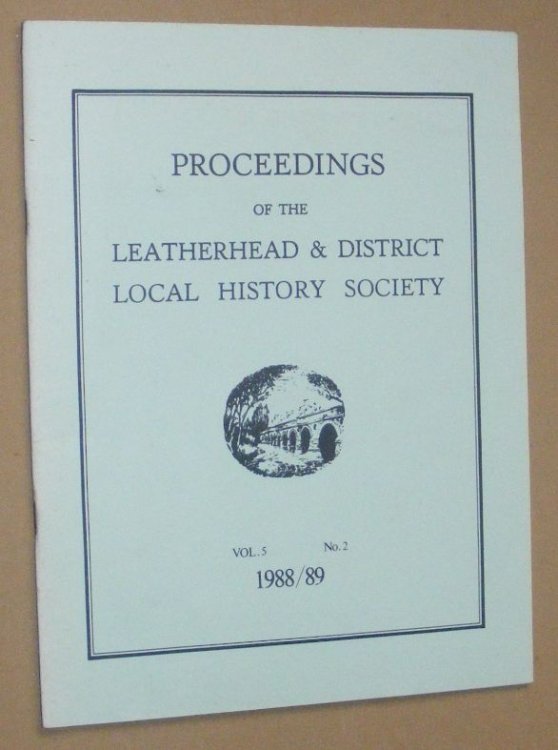 PROCEEDINGS
OF THE
LEATHERHEAD & DISTRICT
LOCAL HISTORY SOCIETY
VOL.5 No.2
1988/89